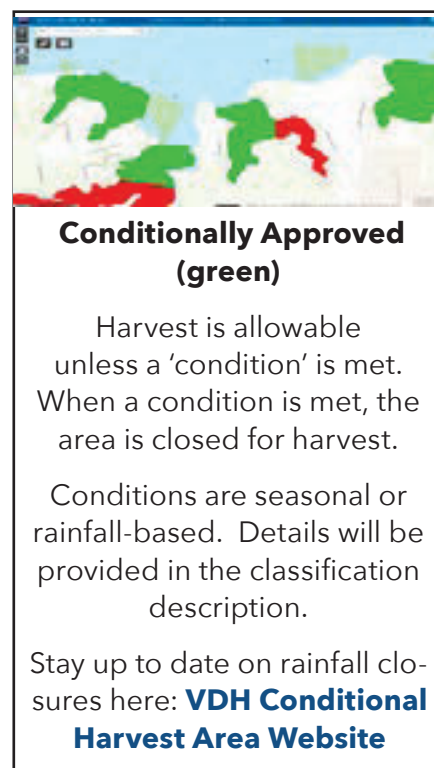 Conditionally Approved
(green)
Harvest is allowable
unless a ‘condition’ is met.
When a condition is met, the
area is closed for harvest.
Conditions are seasonal or
rainfall-based.  Details will be
provided in the classification
description.
Stay up to date on rainfall clo-
sures here: VDH Conditional
Harvest Area Website